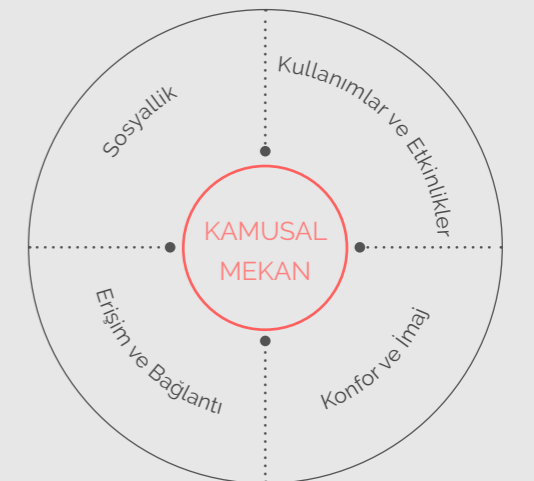 Sosyallik
Kullanımlar ve Etkinlikler
KAMUSAL
MEKAN
Erişim ve Bağlantı
Konfor ve İmaj